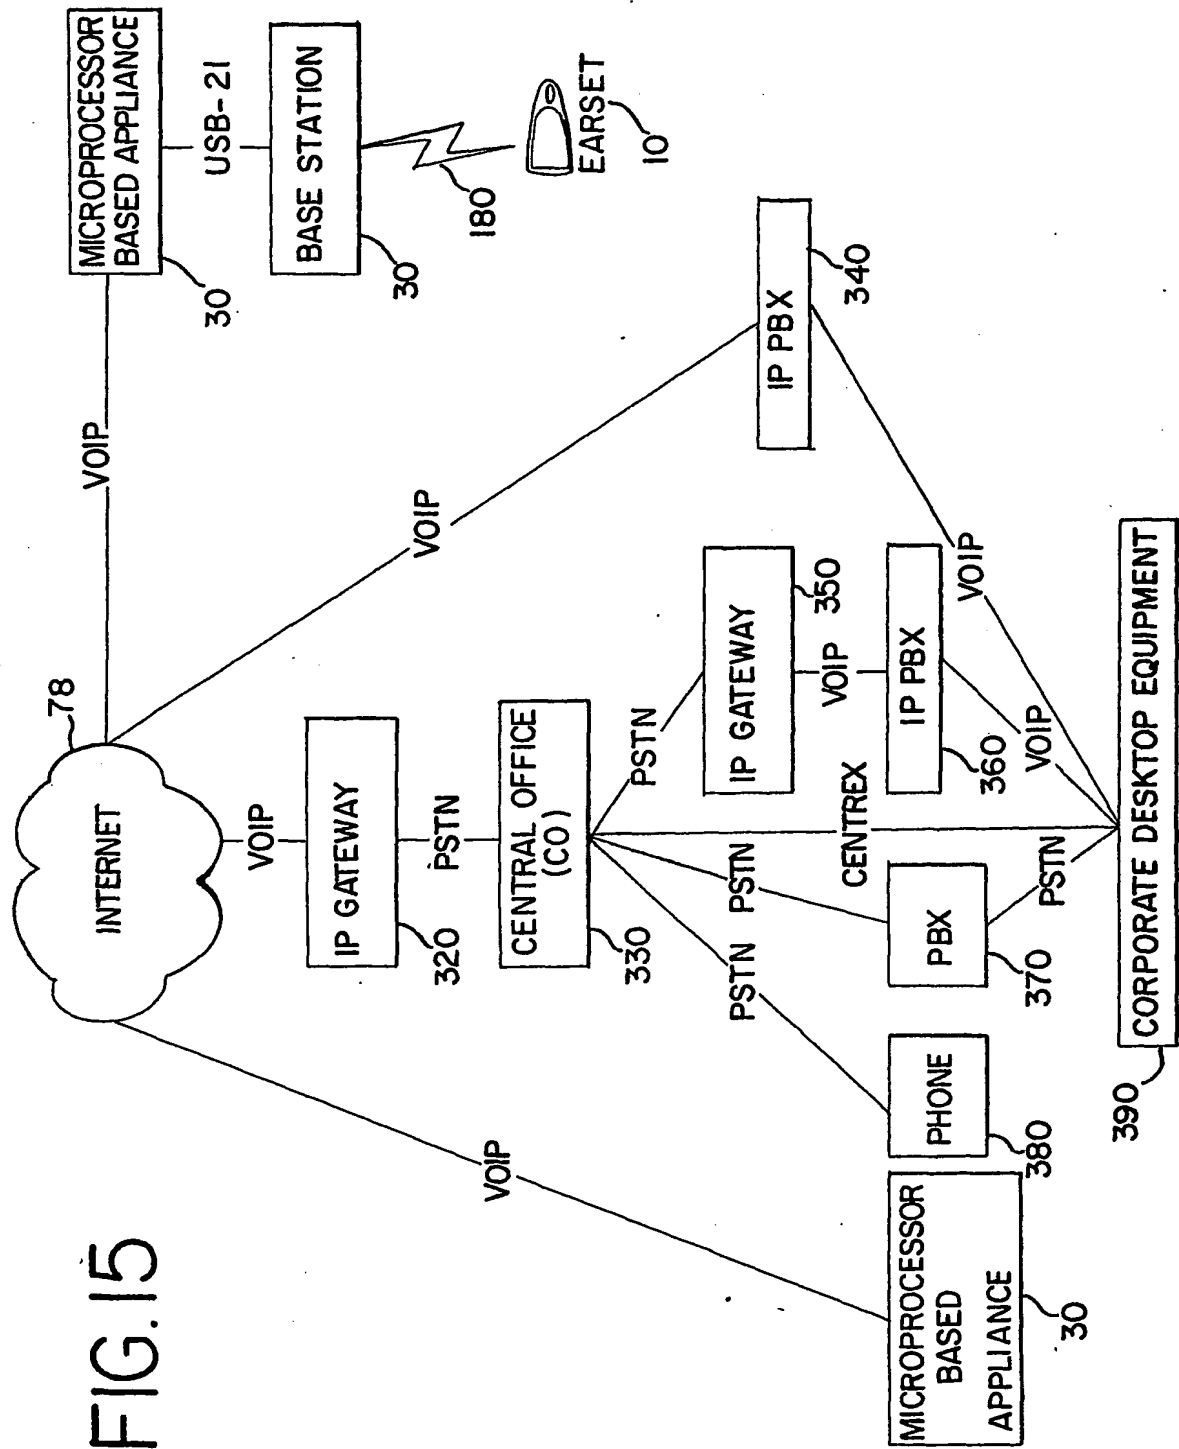 FIG.15
INTERNET
78
VOIP
MICROPROCESSOR
BASED APPLIANCE
30
USB-21
BASE STATION
30
180
EARSET
10
VOIP
IP GATEWAY
320
PSTN
CENTRAL OFFICE
(CO)
330
VOIP
IP PBX
340
VOIP
PSTN
PSTN
CENTREX
PSTN
IP GATEWAY
350
VOIP
IP PBX
360
VOIP
VOIP
MICROPROCESSOR
BASED
APPLIANCE
30
PHONE
380
PBX
370
PSTN
CORPORATE DESKTOP EQUIPMENT
390